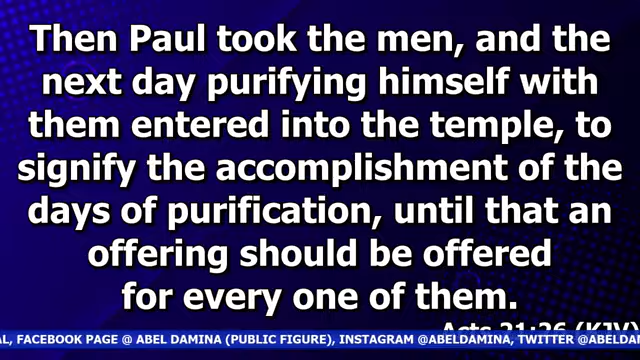 Then Paul took the men, and the
next day purifying himself with
them entered into the temple, to
signify the accomplishment of the
days of purification, until that an
offering should be offered
for every one of them.
Acts 21:26 (KJV)
AL, FACEBOOK PAGE @ ABEL DAMINA (PUBLIC FIGURE), INSTAGRAM @ABELDAMINA, TWITTER @ABELDA